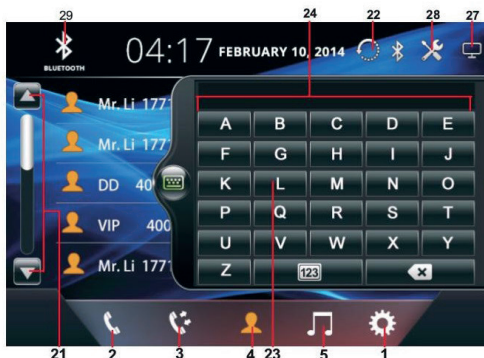 29 24 22 28 27
04:17 FEBRUARY 10, 2014
BLUETOOTH
Mr. Li 1771
Mr. Li 1771
DD 40
VIP 400
Mr. Li 1771
A B C D E
F G H I J
K L M N O
P Q R S T
U V W X Y
Z 123
21 2 3 4 23 5 1